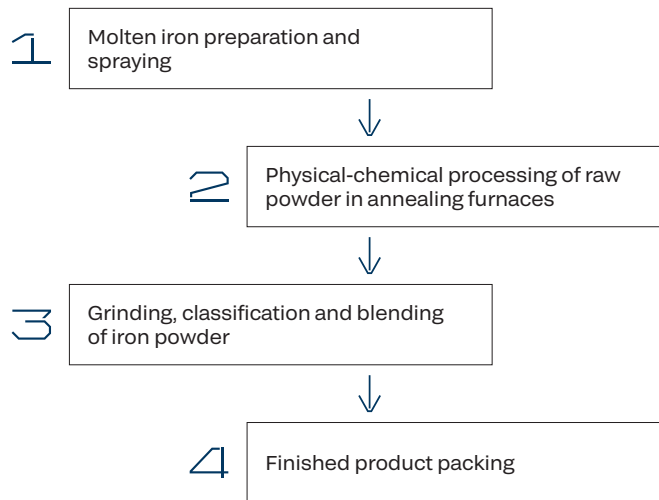 1
Molten iron preparation and
spraying
2
Physical-chemical processing of raw
powder in annealing furnaces
3
Grinding, classification and blending
of iron powder
4
Finished product packing